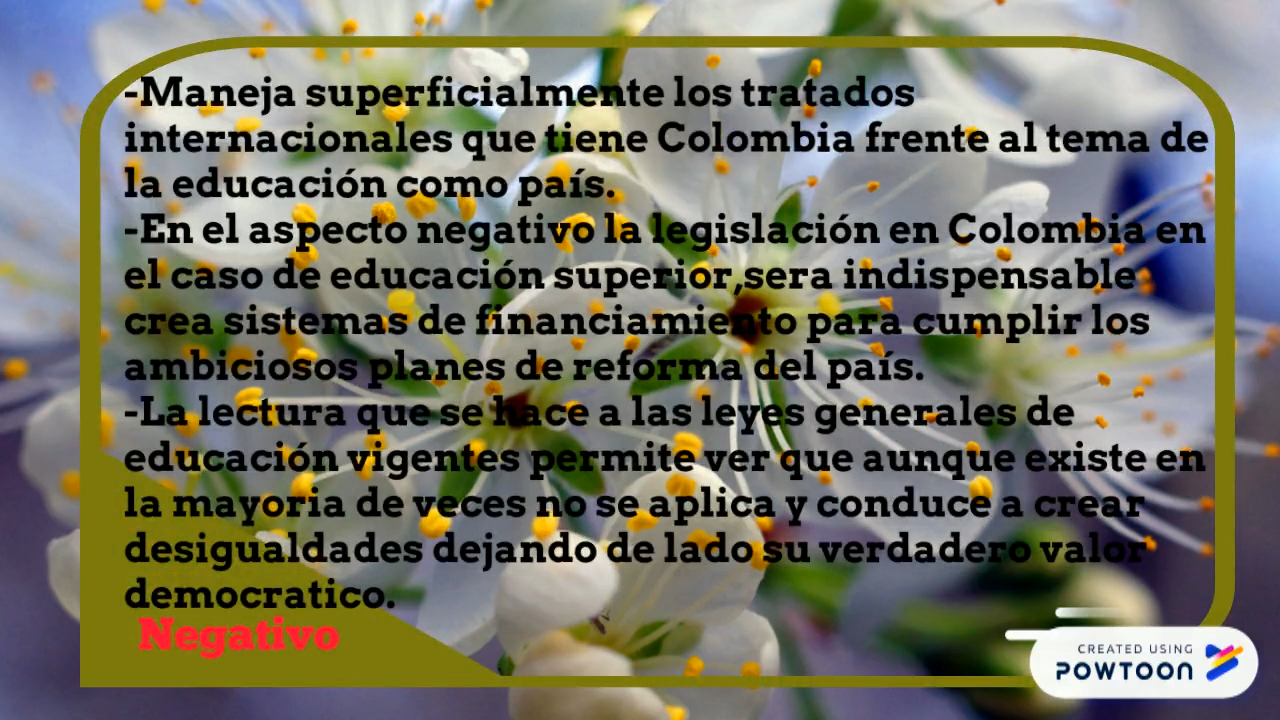 -Maneja superficialmente los tratados
internacionales que tiene Colombia frente al tema de
la educación como país.
-En el aspecto negativo la legislación en Colombia en
el caso de educación superior,sera indispensable
crea sistemas de financiamiento para cumplir los
ambiciosos planes de reforma del país.
-La lectura que se hace a las leyes generales de
educación vigentes permite ver que aunque existe en
la mayoria de veces no se aplica y conduce a crear
desigualdades dejando de lado su verdadero valor
democratico.
Negativo
CREATED USING
POWTOON